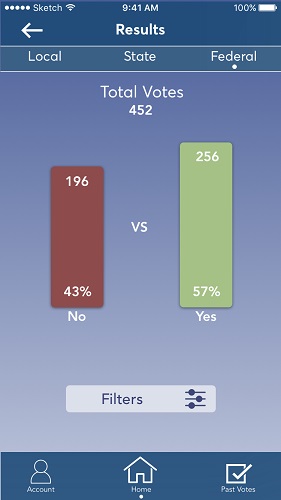 Sketch 9:41 AM 100%
Results
Local State Federal
Total Votes
452
196 256
VS
43% 57%
No Yes
Filters
Account Home Past Votes